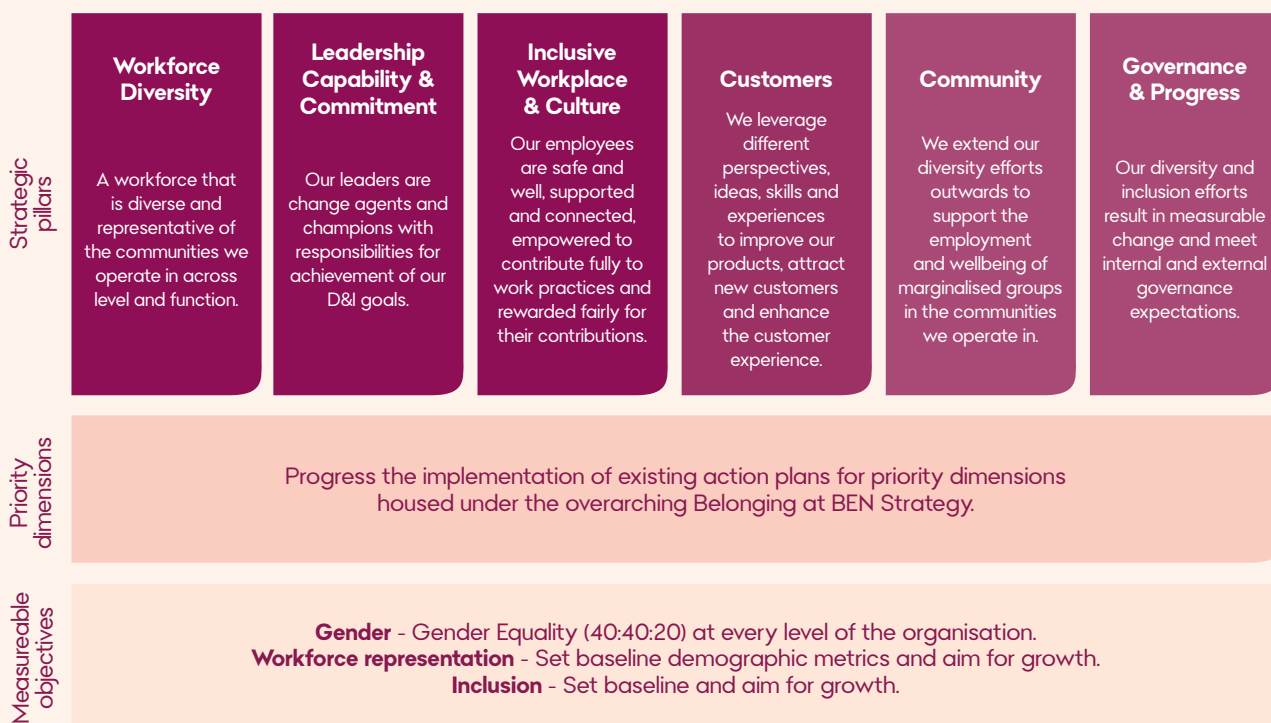 Strategic
pillars
Workforce
Diversity
A workforce that
is diverse and
representative of
the communities we
operate in across
level and function.
Leadership
Capability &
Commitment
Our leaders are
change agents and
champions with
responsibilities for
achievement of our
D&I goals.
Inclusive
Workplace
& Culture
Our employees
are safe and
well, supported
and connected,
empowered to
contribute fully to
work practices and
rewarded fairly for
their contributions.
Customers
We leverage
different
perspectives,
ideas, skills and
experiences
to improve our
products, attract
new customers
and enhance
the customer
experience.
Community
We extend our
diversity efforts
outwards to
support the
employment
and wellbeing of
marginalised groups
in the communities
we operate in.
Governance
& Progress
Our diversity and
inclusion efforts
result in measurable
change and meet
internal and external
governance
expectations.
Priority
dimensions
Progress the implementation of existing action plans for priority dimensions
housed under the overarching Belonging at BEN Strategy.
Measureable
objectives
Gender - Gender Equality (40:40:20) at every level of the organisation.
Workforce representation - Set baseline demographic metrics and aim for growth.
Inclusion - Set baseline and aim for growth.